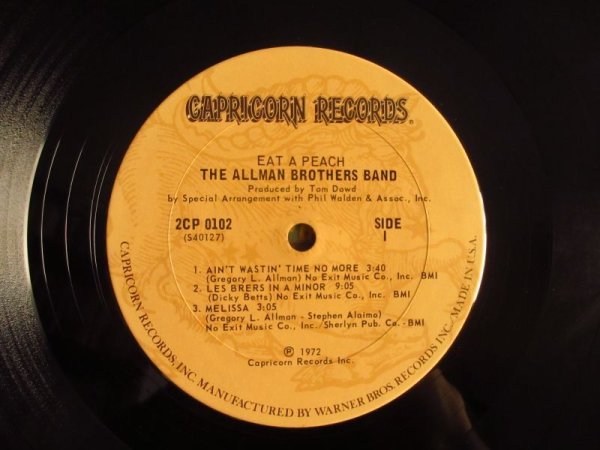 CAPRICORN RECORDS®
EAT A PEACH
THE ALLMAN BROTHERS BAND
Produced by Tom Dowd
by Special Arrangement with Phil Walden & Assoc., Inc.
2CP 0102
(S40127)
SIDE
I
1. AIN'T WASTIN' TIME NO MORE 3:40
(Gregory L. Allman) No Exit Music Co., Inc. BMI
2. LES BRERS IN A MINOR 9:05
(Dicky Betts) No Exit Music Co., Inc. BMI
3. MELISSA 3:05
(Gregory L. Allman - Stephen Alaimo)
No Exit Music Co., Inc./Sherlyn Pub. Co. - BMI
℗ 1972
Capricorn Records Inc.
CAPRICORN RECORDS, INC. MANUFACTURED BY WARNER BROS. RECORDS INC. MADE IN U.S.A.